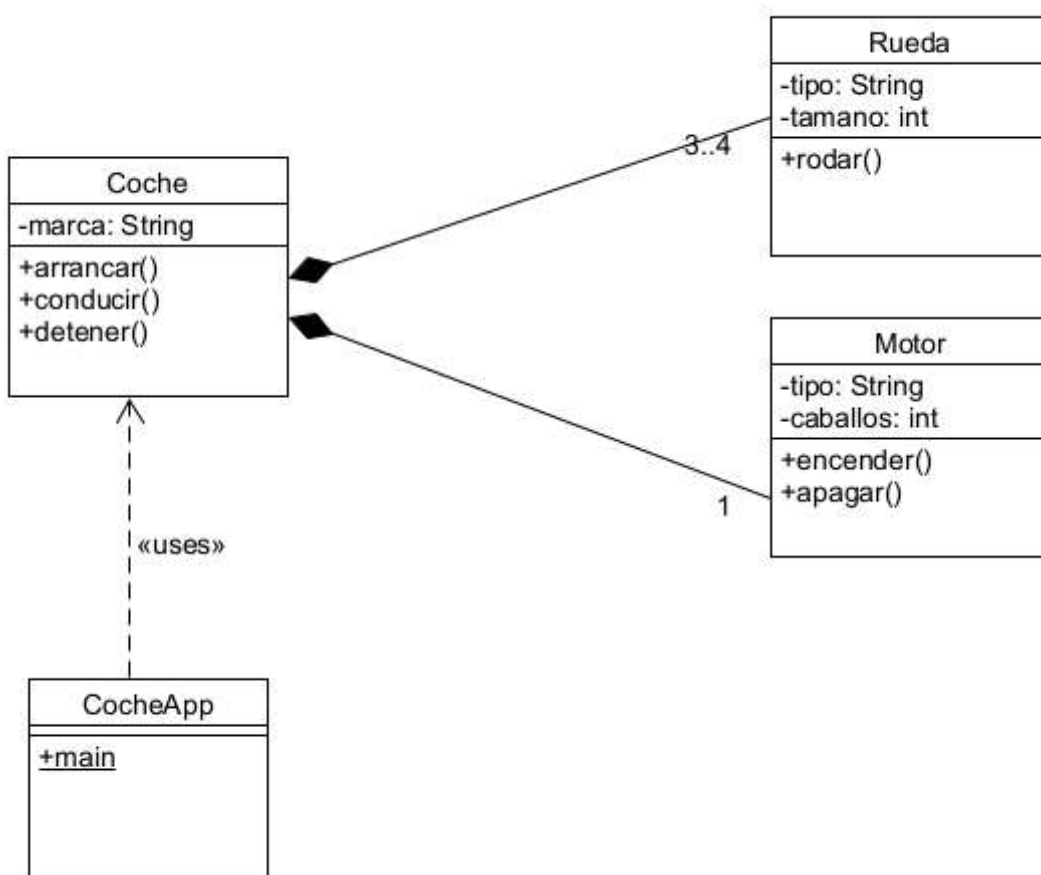 Rueda
-tipo: String
-tamano: int
+rodar()
3..4
Coche
-marca: String
+arrancar()
+conducir()
+detener()
Motor
-tipo: String
-caballos: int
+encender()
+apagar()
1
«uses»
CocheApp
+main